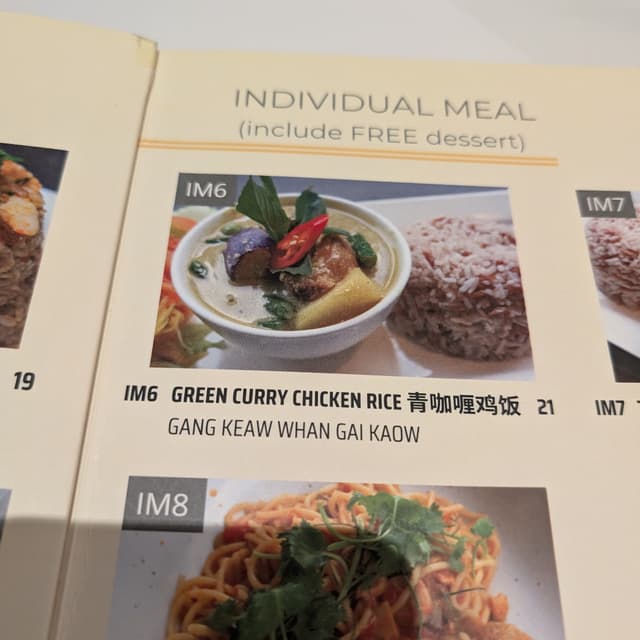 INDIVIDUAL MEAL
(include FREE dessert)
IM6
IM7
19
IM6 GREEN CURRY CHICKEN RICE 青咖喱鸡饭 21
GANG KEAW WHAN GAI KAOW
IM7
IM8